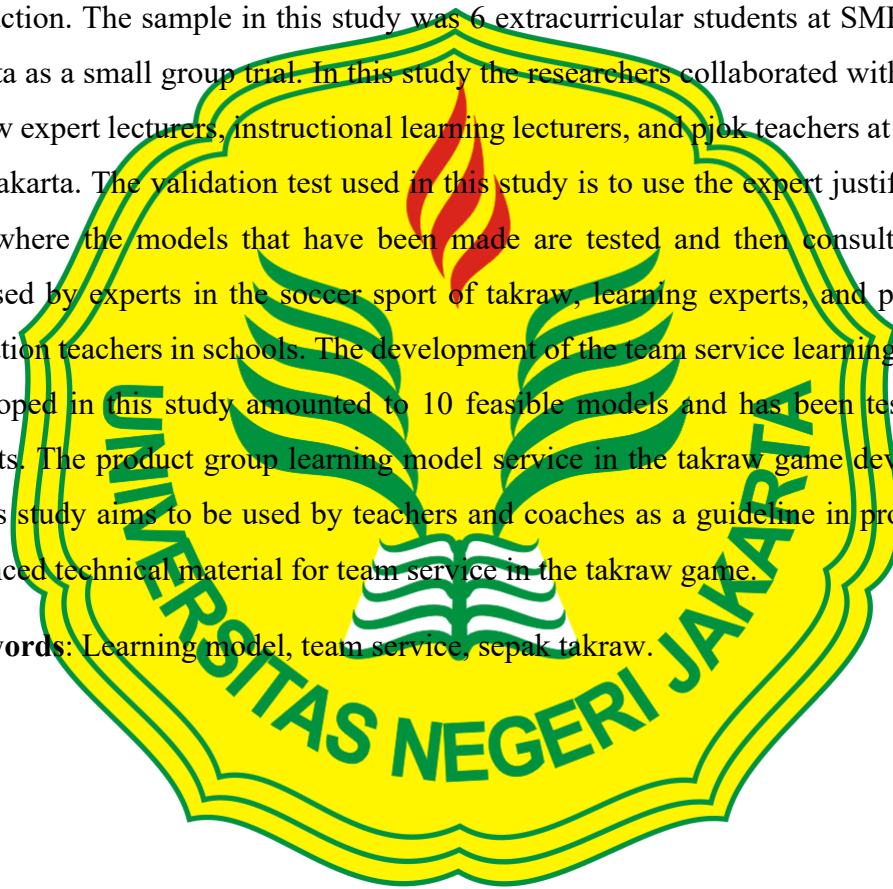 ction. The sample in this study was 6 extracurricular students at SM
ta as a small group trial. In this study the researchers collaborated with
w expert lecturers, instructional learning lecturers, and pjok teachers at
akarta. The validation test used in this study is to use the expert justif
where the models that have been made are tested and then consult
sed by experts in the soccer sport of takraw, learning experts, and p
tion teachers in schools. The development of the team service learning
oped in this study amounted to 10 feasible models and has been tes
ts. The product group learning model service in the takraw game dev
s study aims to be used by teachers and coaches as a guideline in pro
ced technical material for team service in the takraw game.
words: Learning model, team service, sepak takraw.
UNIVERSITAS NEGERI JAKARTA